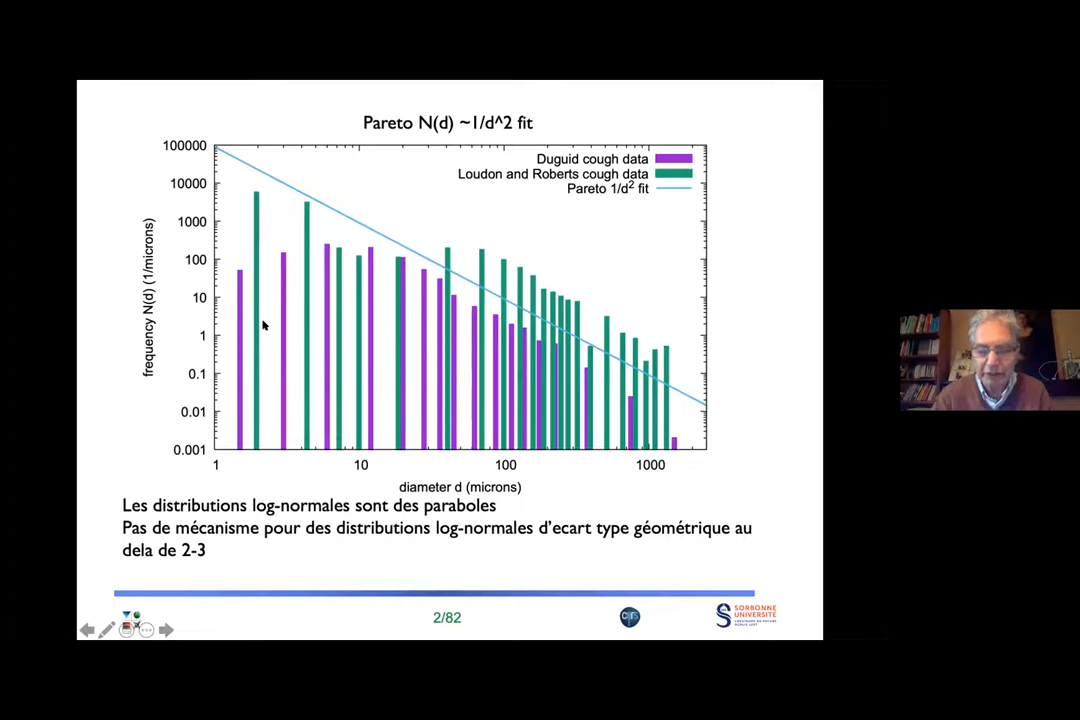 Pareto N(d) ~1/d^2 fit
100000
10000
1000
100
10
1
0.1
0.01
0.001
frequency N(d) (1/microns)
Duguid cough data
Loudon and Roberts cough data
Pareto 1/d2 fit
1
10
100
1000
diameter d (microns)
Les distributions log-normales sont des paraboles
Pas de mécanisme pour des distributions log-normales d'ecart type géométrique au
dela de 2-3
2/82
cnrs
SORBONNE
UNIVERSITÉ